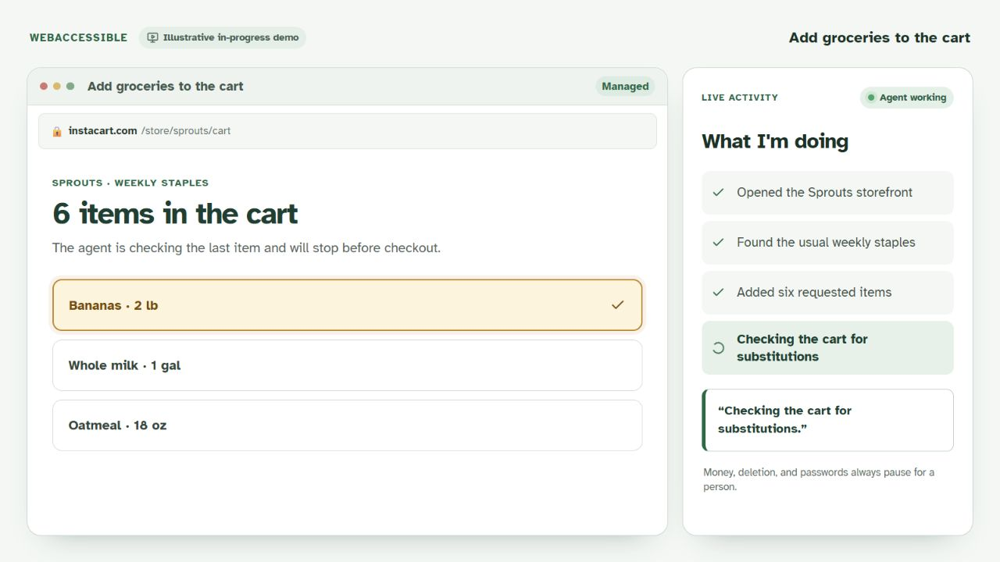 WEBACCESSIBLE
Illustrative in-progress demo
Add groceries to the cart
Add groceries to the cart
Managed
instacart.com /store/sprouts/cart
SPROUTS · WEEKLY STAPLES
6 items in the cart
The agent is checking the last item and will stop before checkout.
Bananas · 2 lb
Whole milk · 1 gal
Oatmeal · 18 oz
LIVE ACTIVITY
Agent working
What I'm doing
Opened the Sprouts storefront
Found the usual weekly staples
Added six requested items
Checking the cart for
substitutions
“Checking the cart for
substitutions.”
Money, deletion, and passwords always pause for a
person.